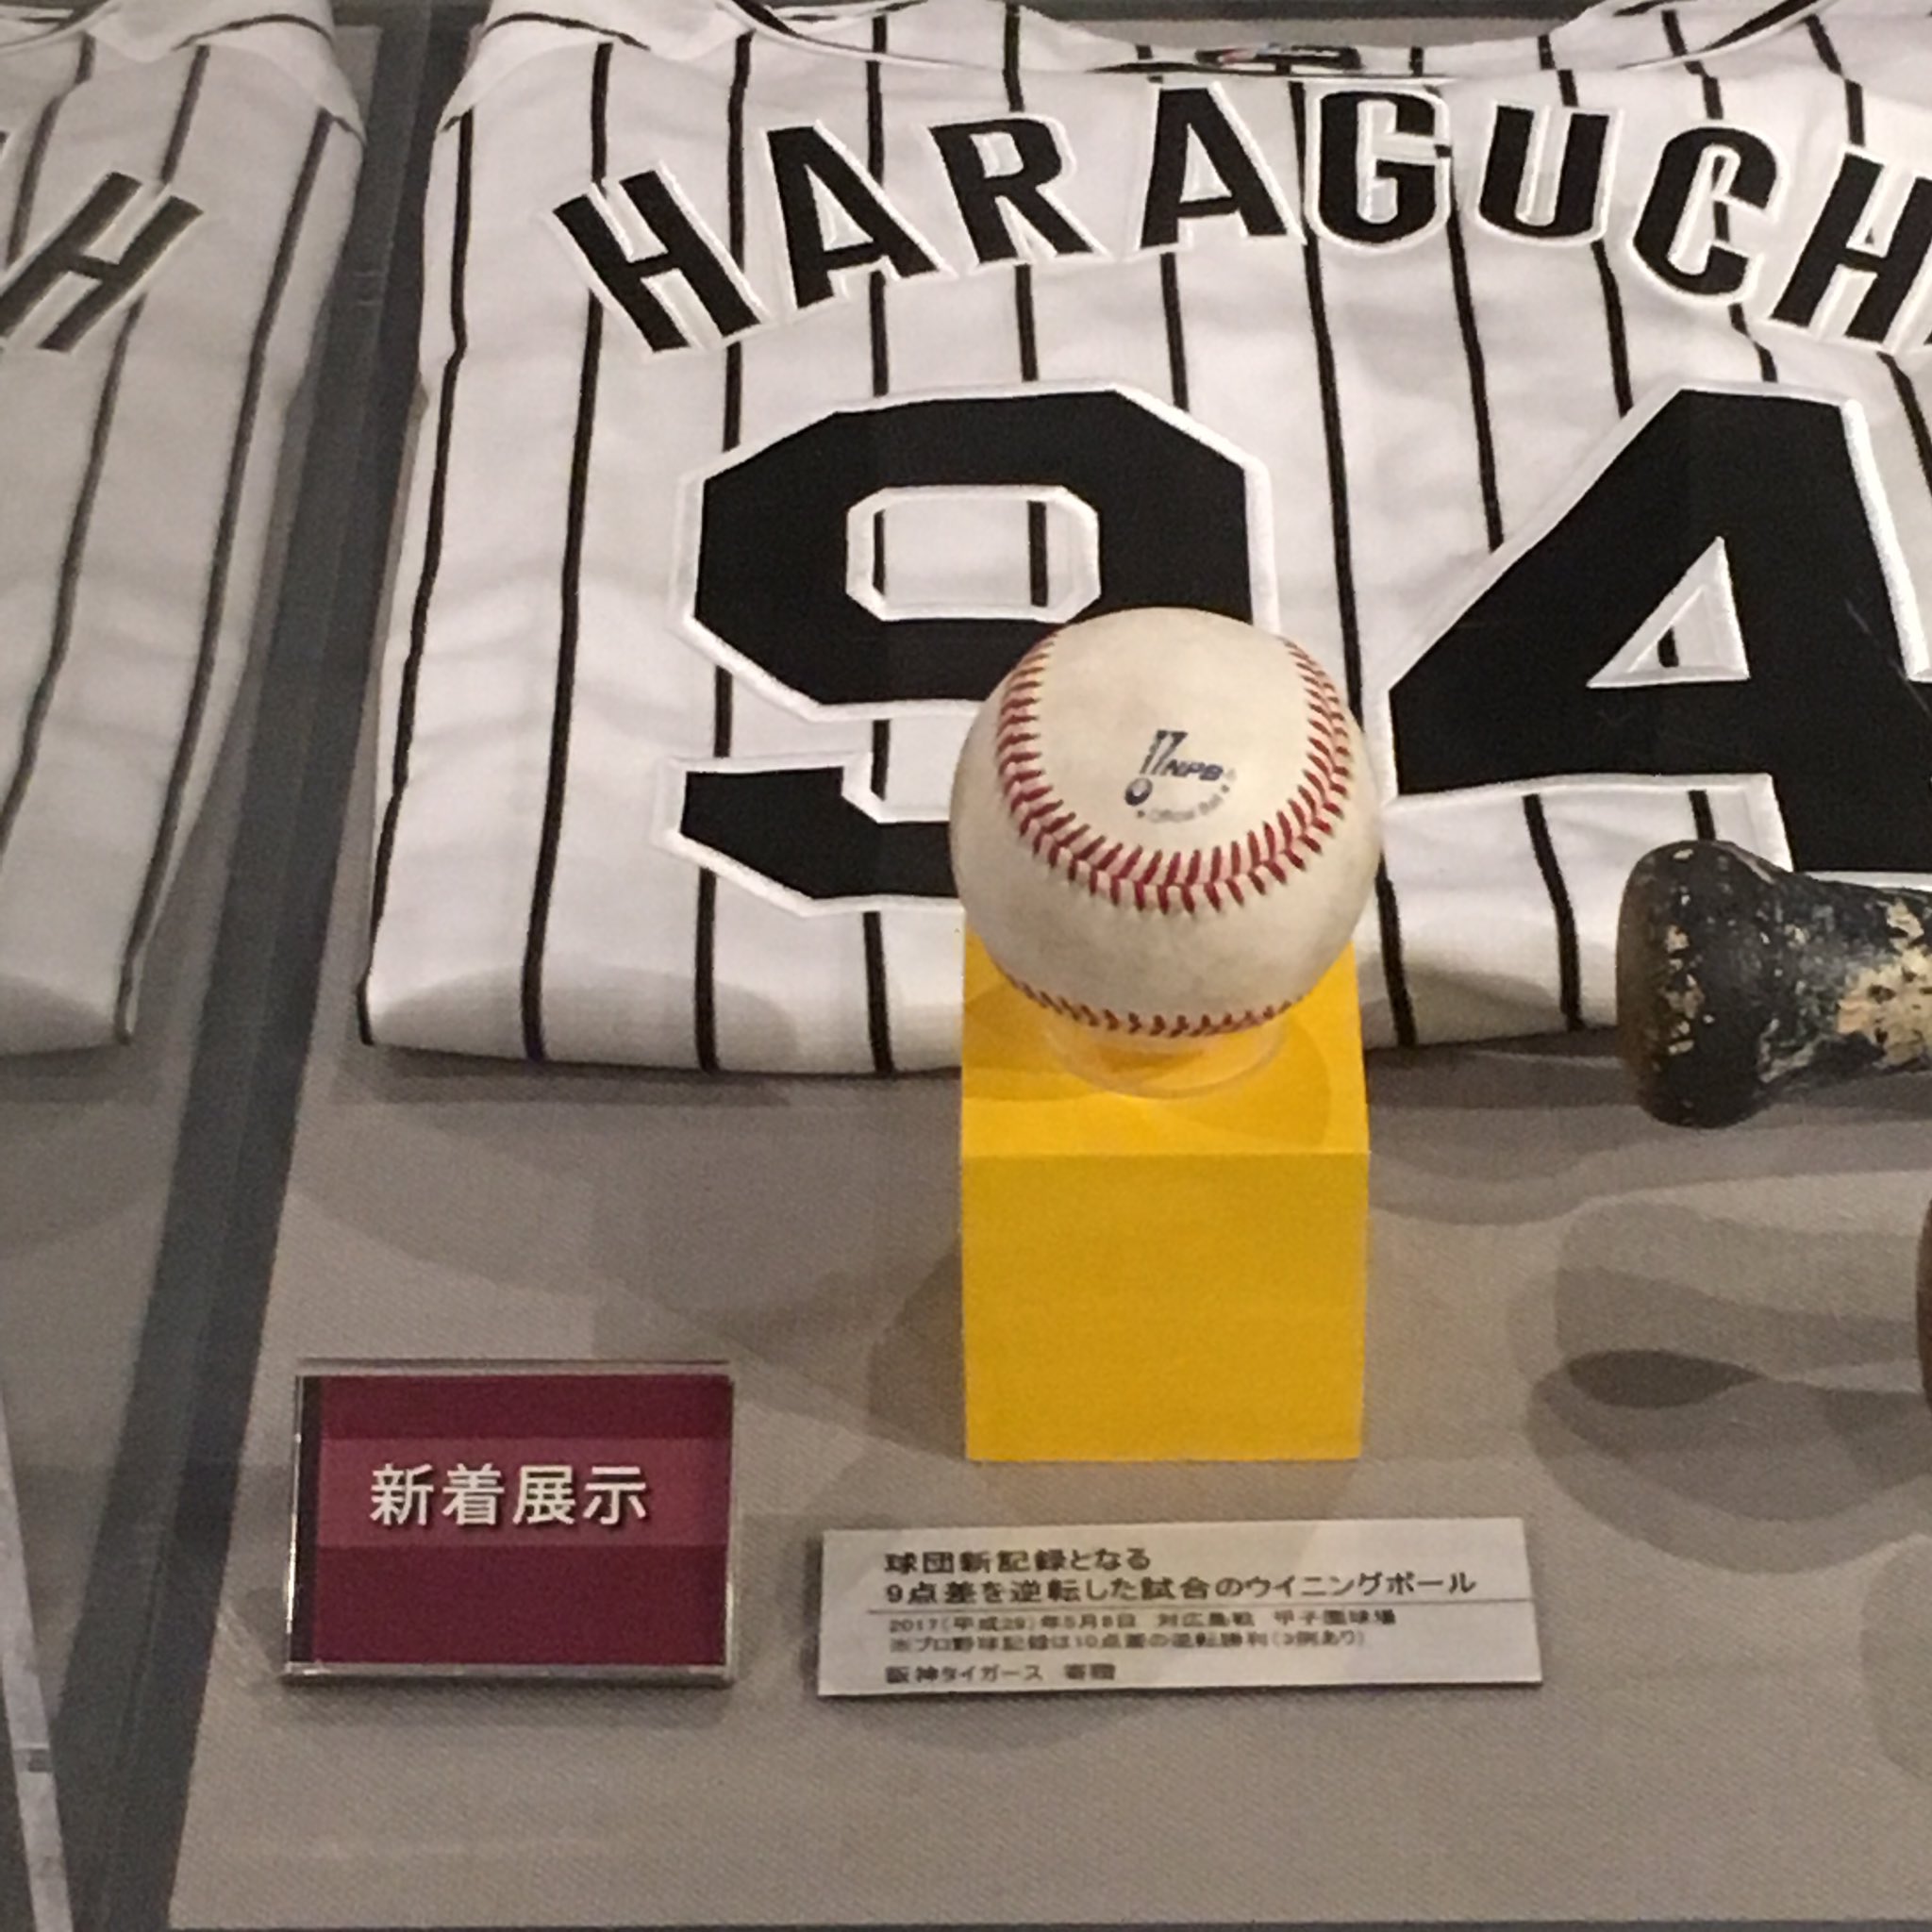 H
HARAGUCH
94
17
NPB
Official Ball
新着展示
球団新記録となる
9点差を逆転した試合のウイニングボール
2017(平成29)年5月6日 対広島戦 甲子園球場
※プロ野球記録は10点差の逆転勝利(3例あり)
阪神タイガース 寄贈